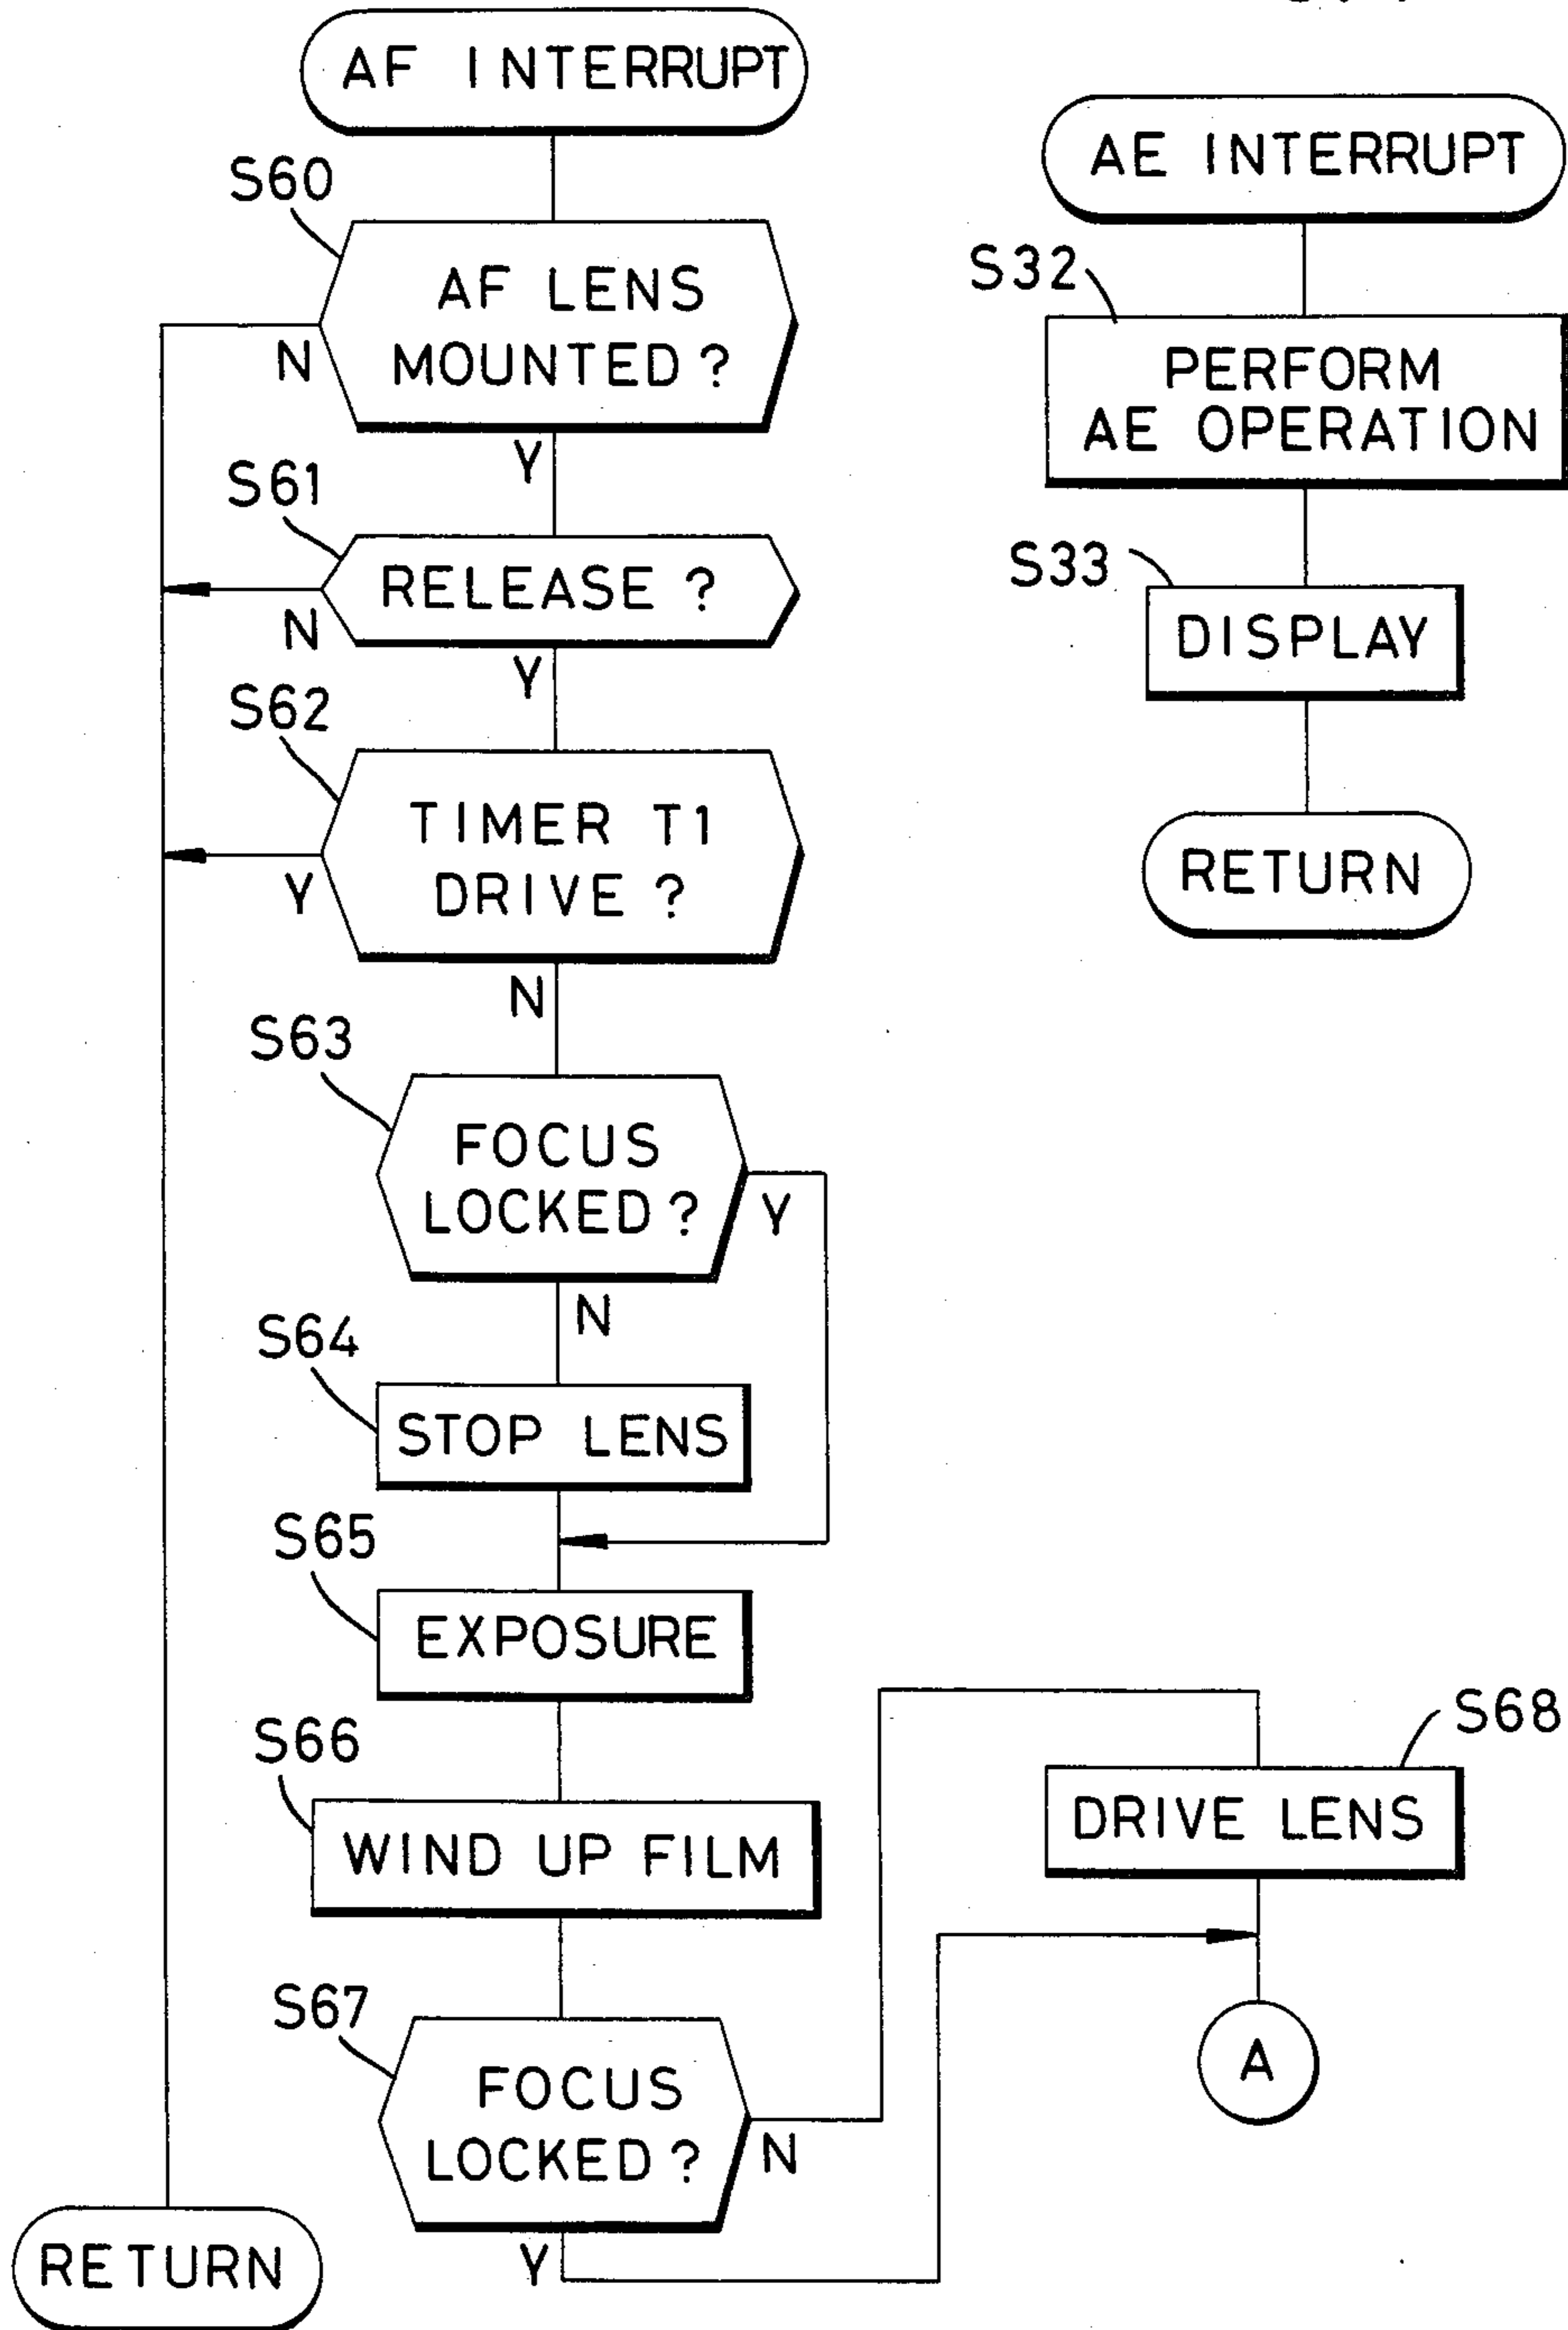 AF INTERRUPT
S60
AF LENS
MOUNTED ?
N
Y
S61
RELEASE ?
N
Y
S62
TIMER T1
DRIVE ?
Y
N
S63
FOCUS
LOCKED ?
Y
N
S64
STOP LENS
S65
EXPOSURE
S66
WIND UP FILM
S67
FOCUS
LOCKED ?
N
Y
RETURN
AE INTERRUPT
S32
PERFORM
AE OPERATION
S33
DISPLAY
RETURN
S68
DRIVE LENS
A